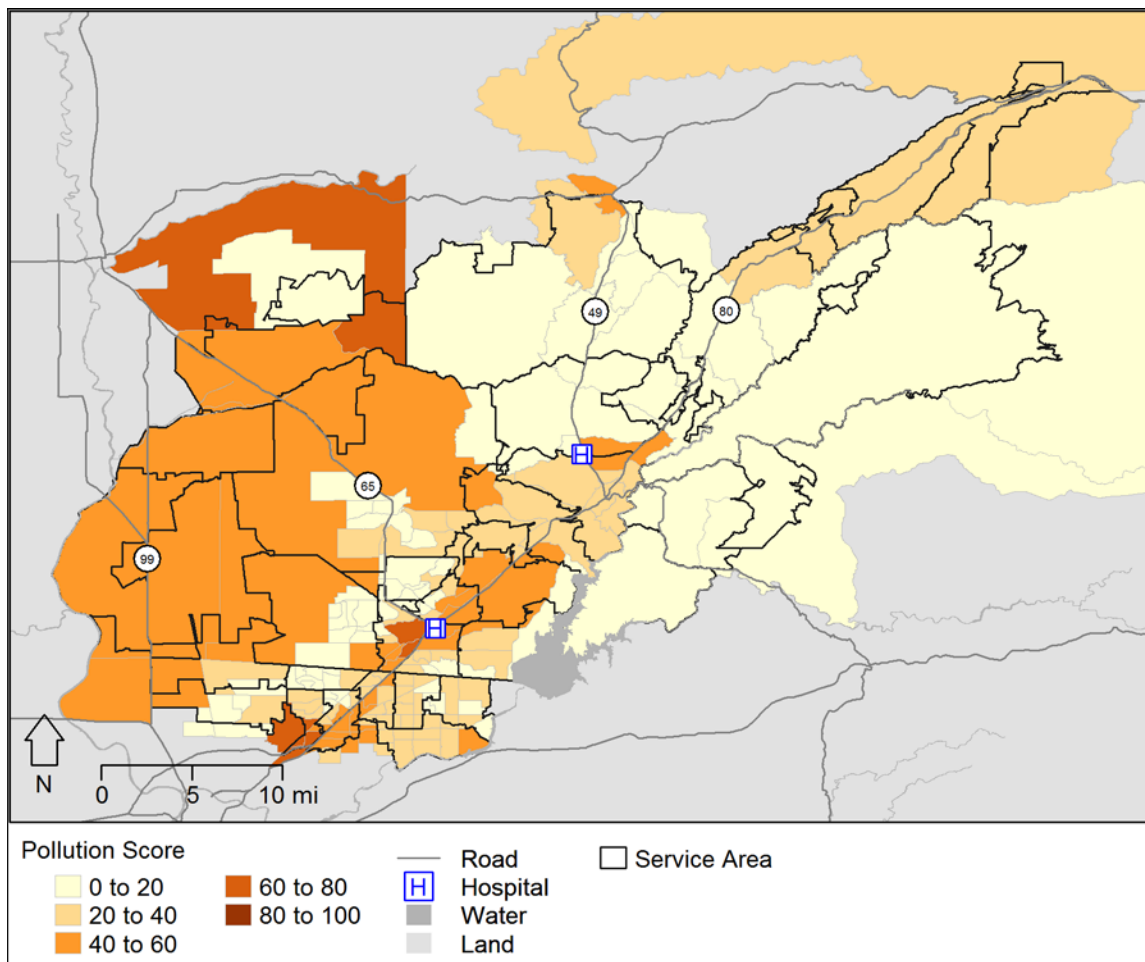 49
80
65
99
H
H
N
0 5 10 mi
Pollution Score
0 to 20
20 to 40
40 to 60
60 to 80
80 to 100
Road
H Hospital
Water
Land
Service Area